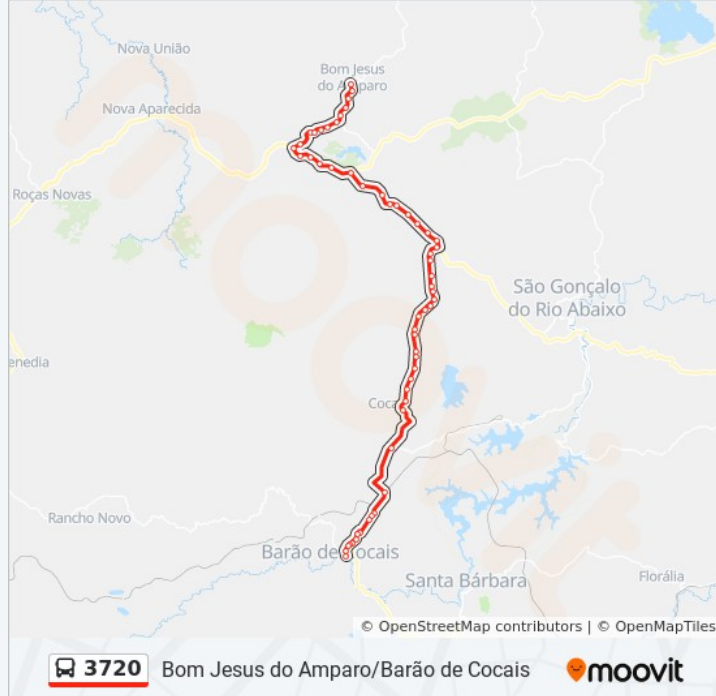 Nova União
Bom Jesus
do Amparo
Nova Aparecida
Roças Novas
São Gonçalo
do Rio Abaixo
enedia
Coca
Rancho Novo
Barão de Cocais
Santa Bárbara
Florália
© OpenStreetMap contributors | © OpenMapTiles
3720 Bom Jesus do Amparo/Barão de Cocais moovit